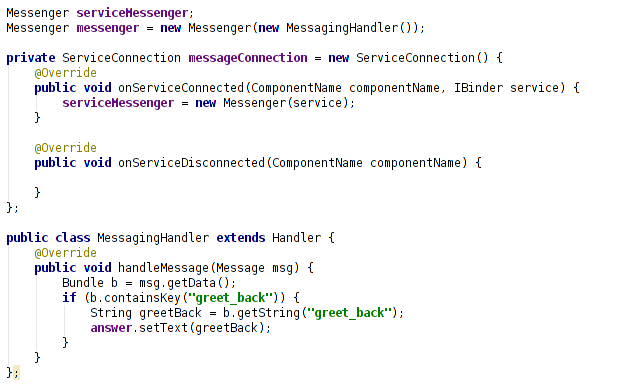 Messenger serviceMessenger;
Messenger messenger = new Messenger(new MessagingHandler());

private ServiceConnection messageConnection = new ServiceConnection() {
    @Override
    public void onServiceConnected(ComponentName componentName, IBinder service) {
        serviceMessenger = new Messenger(service);
    }

    @Override
    public void onServiceDisconnected(ComponentName componentName) {

    }
};

public class MessagingHandler extends Handler {
    @Override
    public void handleMessage(Message msg) {
        Bundle b = msg.getData();
        if (b.containsKey("greet_back")) {
            String greetBack = b.getString("greet_back");
            answer.setText(greetBack);
        }
    }
};